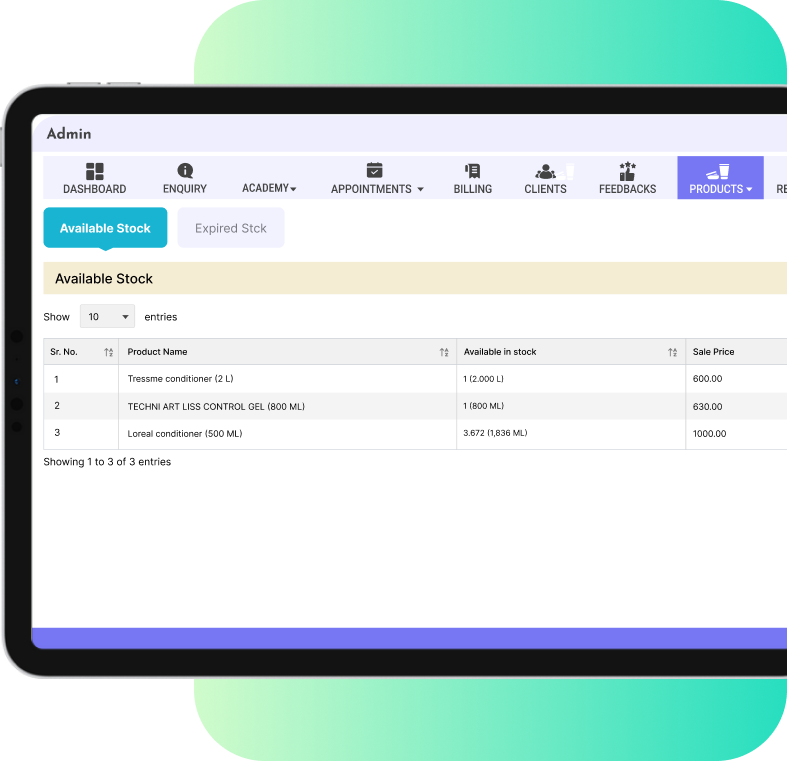 Admin
DASHBOARD ENQUIRY ACADEMY APPOINTMENTS BILLING CLIENTS FEEDBACKS PRODUCTS RE
Available Stock Expired Stck
Available Stock
Show 10 entries
Sr. No. Product Name Available in stock Sale Price
1 Tressme conditioner (2 L) 1 (2.000 L) 600.00
2 TECHNI ART LISS CONTROL GEL (800 ML) 1 (800 ML) 630.00
3 Loreal conditioner (500 ML) 3.672 (1,836 ML) 1000.00
Showing 1 to 3 of 3 entries